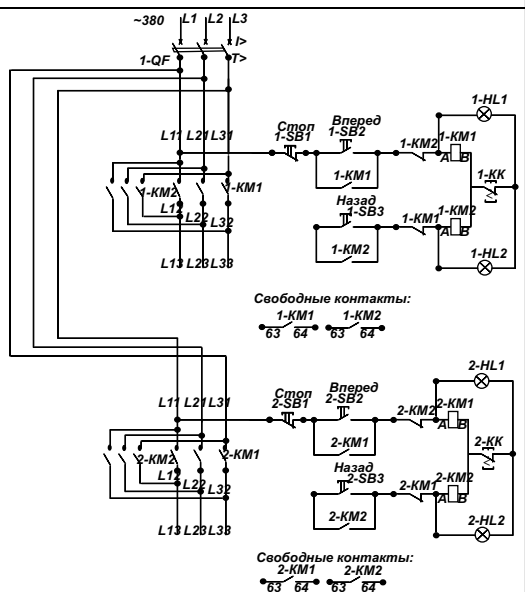 ~380 L1 L2 L3
I>
1-QF T>
L11 L21 L31
Стоп
1-SB1
Вперед
1-SB2
1-KM2
1-KM1
A B
1-HL1
1-KK
1-KM1
1-KM2 1-KM1
L12
L22
L32
Назад
1-SB3
1-KM1
1-KM2
A B
1-KM2
L13 L23 L33
1-HL2
Свободные контакты:
1-KM1 1-KM2
63 64 63 64
2-HL1
L11 L21 L31
Стоп
2-SB1
Вперед
2-SB2
2-KM2
2-KM1
A B
2-KK
2-KM1
2-KM2 2-KM1
L12
L22
L32
Назад
2-SB3
2-KM1
2-KM2
A B
2-KM2
L13 L23 L33
2-HL2
Свободные контакты:
2-KM1 2-KM2
63 64 63 64